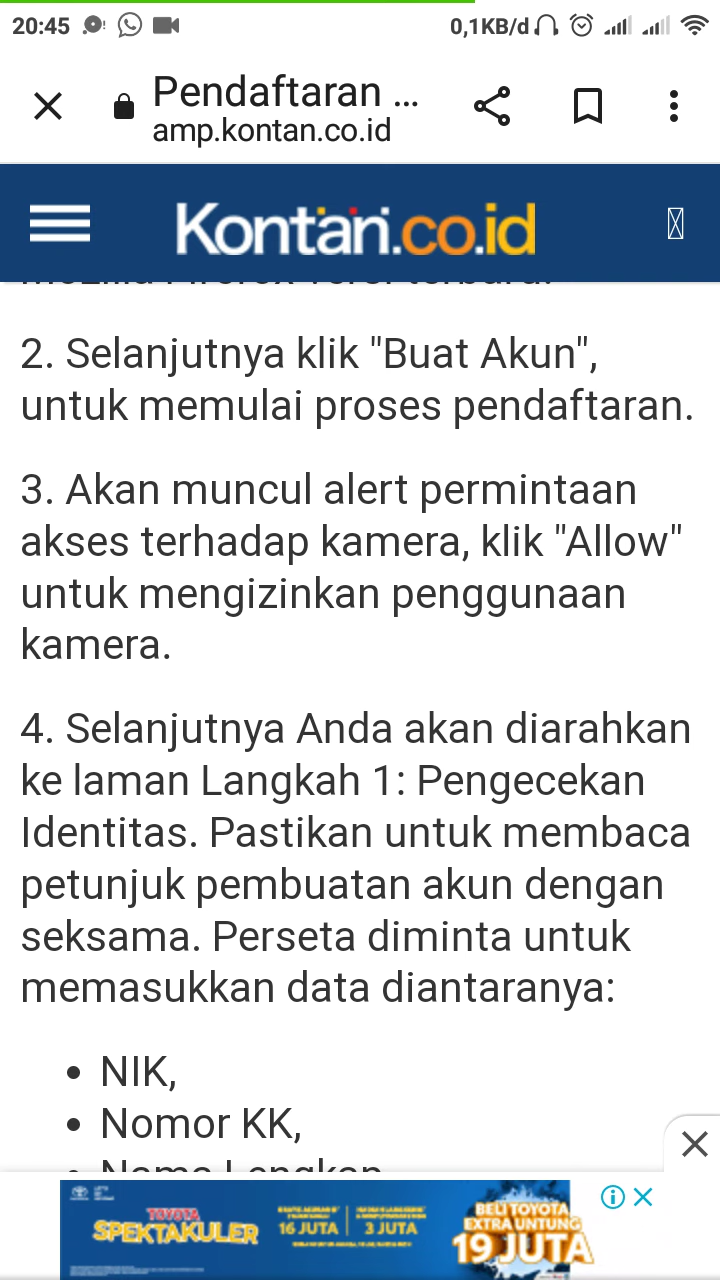 20:45
0,1KB/d
Pendaftaran ...
amp.kontan.co.id
Kontan.co.id
2. Selanjutnya klik "Buat Akun",
untuk memulai proses pendaftaran.
3. Akan muncul alert permintaan
akses terhadap kamera, klik "Allow"
untuk mengizinkan penggunaan
kamera.
4. Selanjutnya Anda akan diarahkan
ke laman Langkah 1: Pengecekan
Identitas. Pastikan untuk membaca
petunjuk pembuatan akun dengan
seksama. Perseta diminta untuk
memasukkan data diantaranya:
• NIK,
• Nomor KK,
• Nama Lengkap
TOYOTA
SPEKTAKULER
16 JUTA
3 JUTA
BELI TOYOTA
EXTRA UNTUNG
19 JUTA